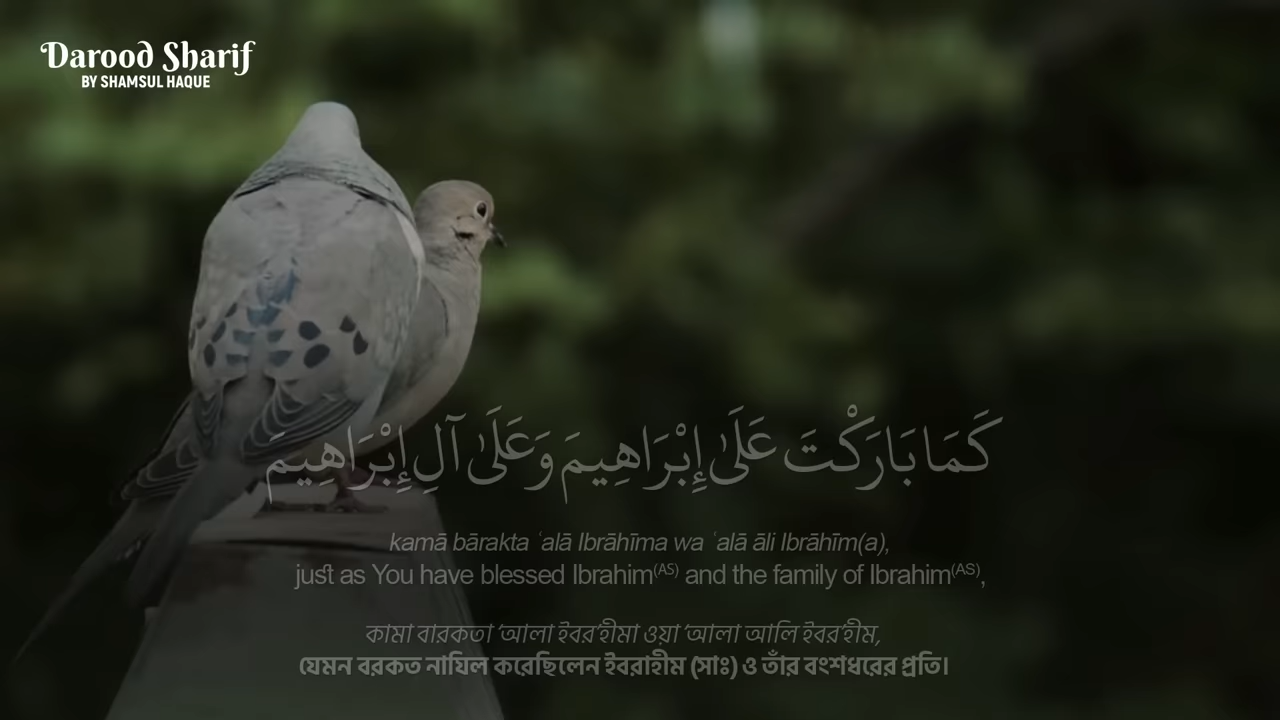 Darood Sharif
BY SHAMSUL HAQUE
كَمَا بَارَكْتَ عَلَىٰ إِبْرَاهِيمَ وَعَلَىٰ آلِ إِبْرَاهِيمَ
kamā bārakta ʿalā Ibrāhīma wa ʿalā āli Ibrāhīm(a),
just as You have blessed Ibrahim(AS) and the family of Ibrahim(AS),
কামা বারকতা ‘আলা ইবর’হীমা ওয়া ‘আলা আলি ইবর’হীম,
যেমন বরকত নাযিল করেছিলেন ইবরাহীম (সাঃ) ও তাঁর বংশধরের প্রতি।